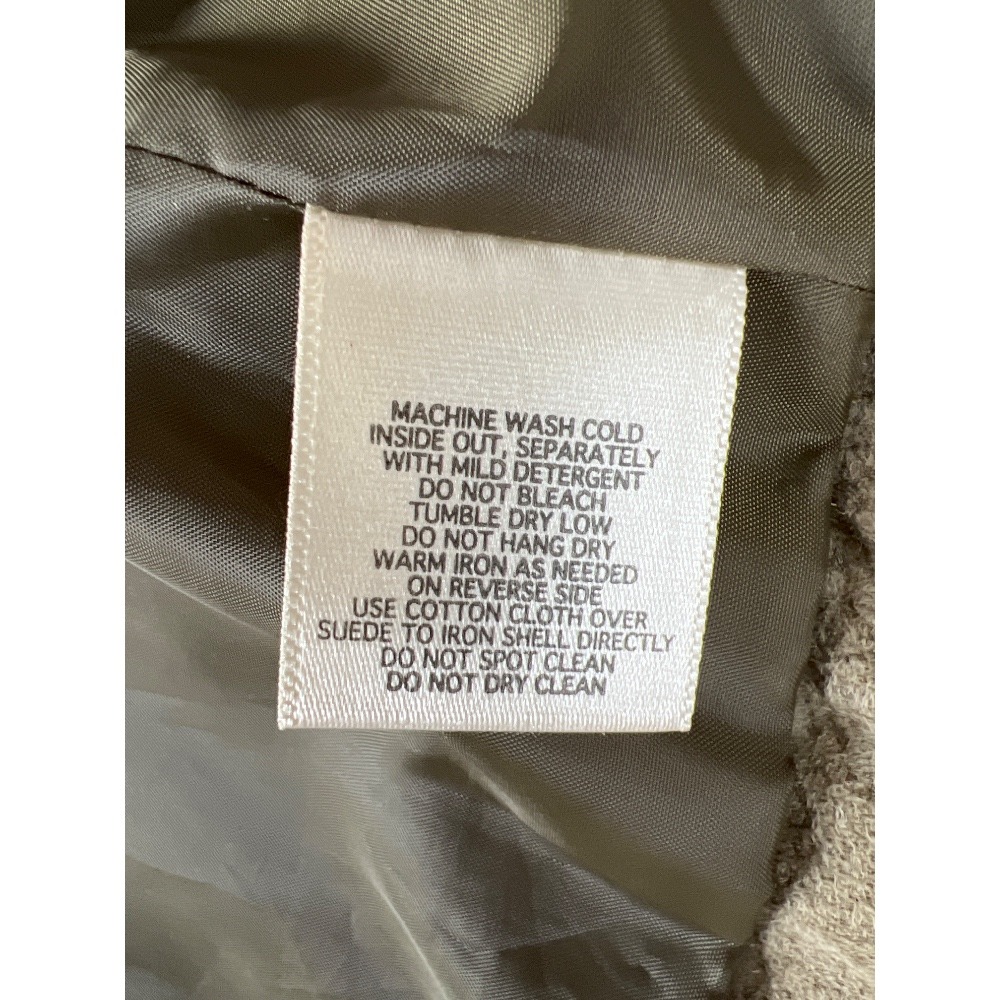 MACHINE WASH COLD
INSIDE OUT, SEPARATELY
WITH MILD DETERGENT
DO NOT BLEACH
TUMBLE DRY LOW
DO NOT HANG DRY
WARM IRON AS NEEDED
ON REVERSE SIDE
USE COTTON CLOTH OVER
SUEDE TO IRON SHELL DIRECTLY
DO NOT SPOT CLEAN
DO NOT DRY CLEAN